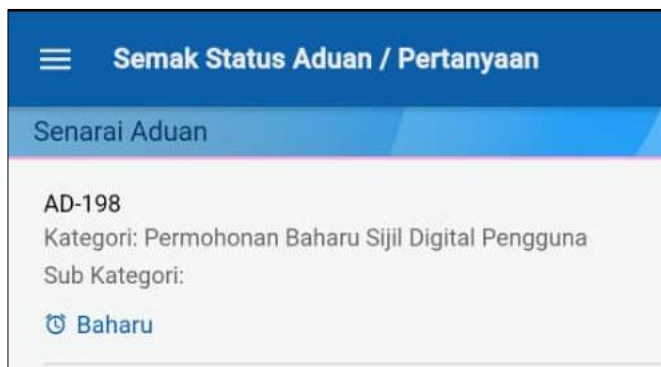 Semak Status Aduan / Pertanyaan
Senarai Aduan
AD-198
Kategori: Permohonan Baharu Sijil Digital Pengguna
Sub Kategori:
Baharu